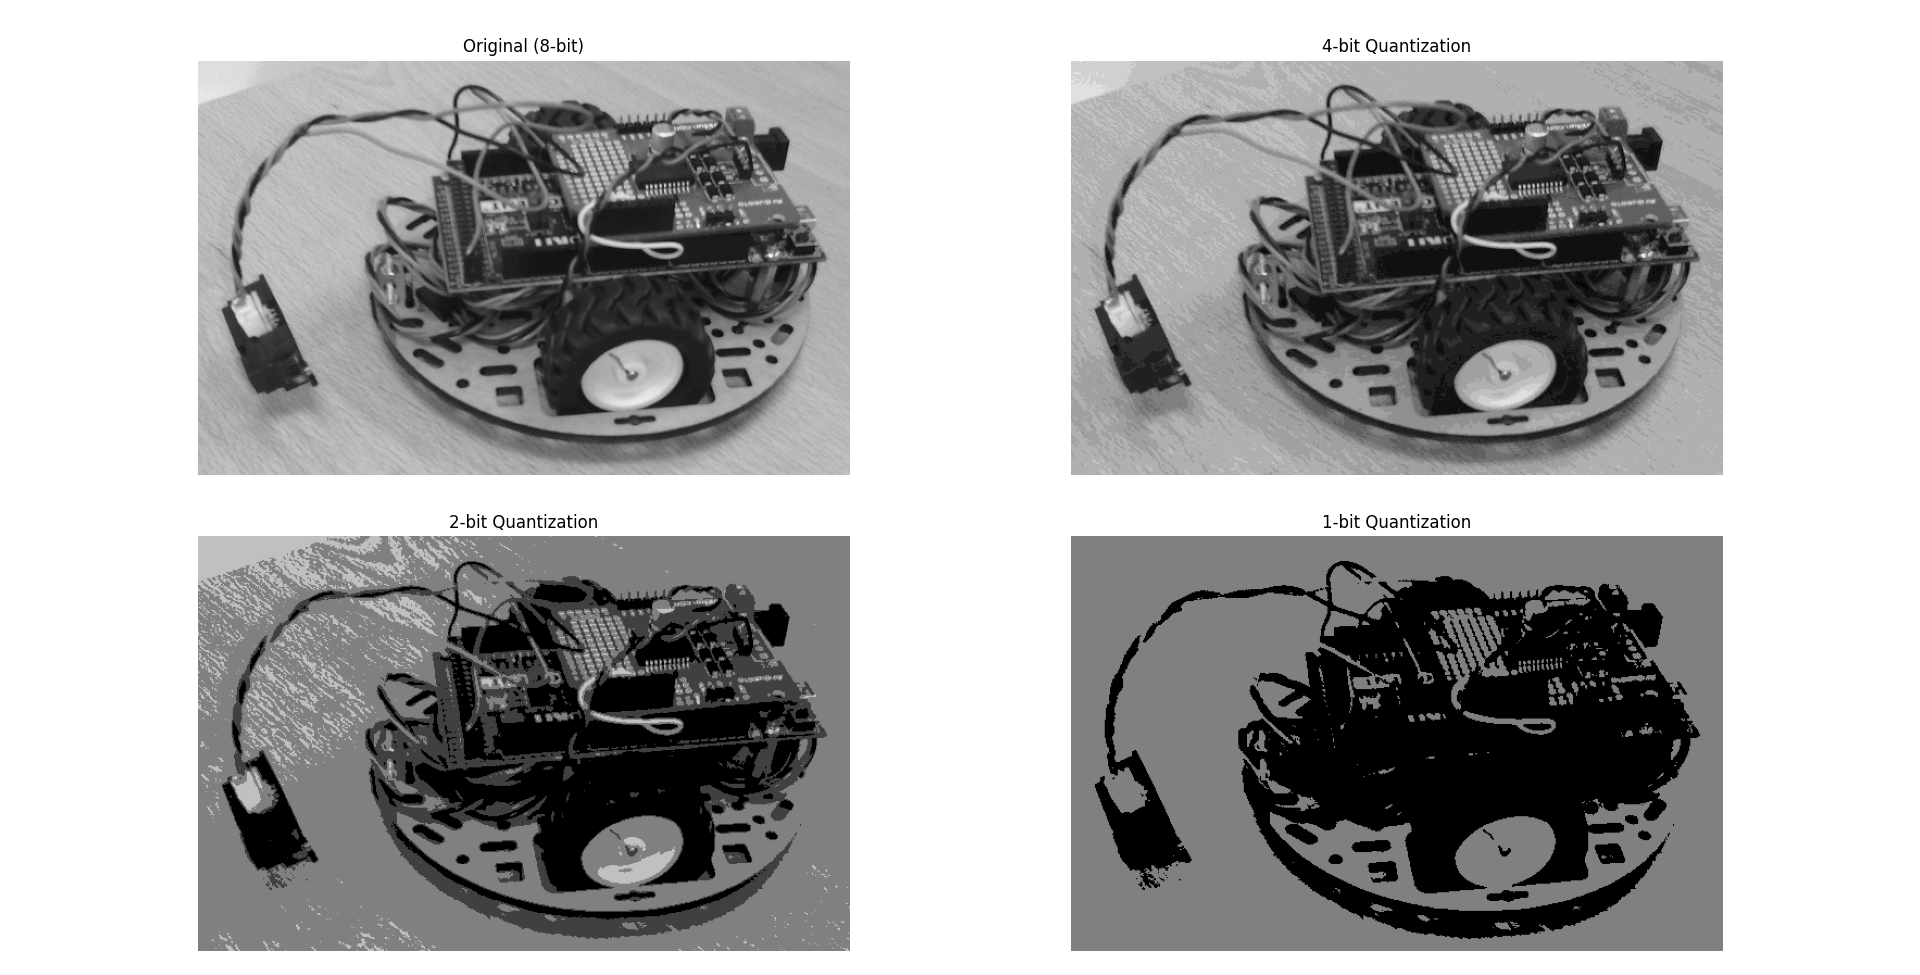 Original (8-bit)
4-bit Quantization
2-bit Quantization
1-bit Quantization